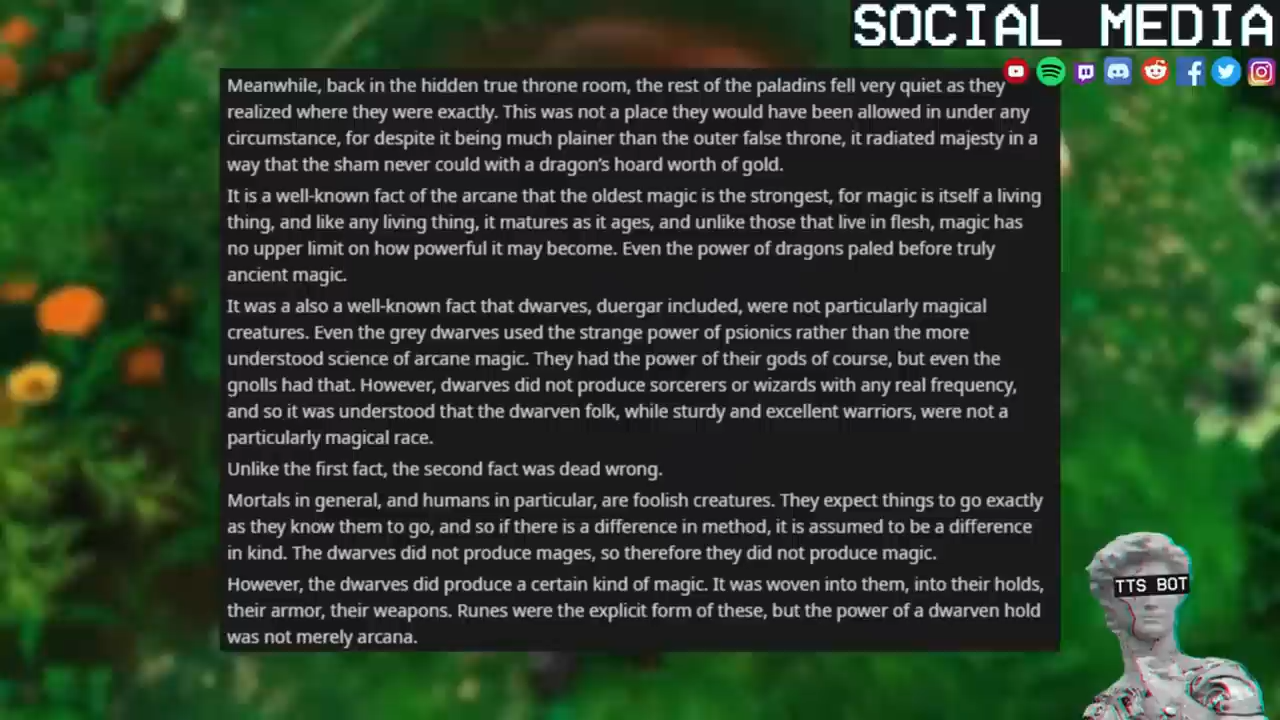 SOCIAL MEDIA
Meanwhile, back in the hidden true throne room, the rest of the paladins fell very quiet as they
realized where they were exactly. This was not a place they would have been allowed in under any
circumstance, for despite it being much plainer than the outer false throne, it radiated majesty in a
way that the sham never could with a dragon's hoard worth of gold.
It is a well-known fact of the arcane that the oldest magic is the strongest, for magic is itself a living
thing, and like any living thing, it matures as it ages, and unlike those that live in flesh, magic has
no upper limit on how powerful it may become. Even the power of dragons paled before truly
ancient magic.
It was a also a well-known fact that dwarves, duergar included, were not particularly magical
creatures. Even the grey dwarves used the strange power of psionics rather than the more
understood science of arcane magic. They had the power of their gods of course, but even the
gnolls had that. However, dwarves did not produce sorcerers or wizards with any real frequency,
and so it was understood that the dwarven folk, while sturdy and excellent warriors, were not a
particularly magical race.
Unlike the first fact, the second fact was dead wrong.
Mortals in general, and humans in particular, are foolish creatures. They expect things to go exactly
as they know them to go, and so if there is a difference in method, it is assumed to be a difference
in kind. The dwarves did not produce mages, so therefore they did not produce magic.
However, the dwarves did produce a certain kind of magic. It was woven into them, into their holds,
their armor, their weapons. Runes were the explicit form of these, but the power of a dwarven hold
was not merely arcana.
TTS BOT